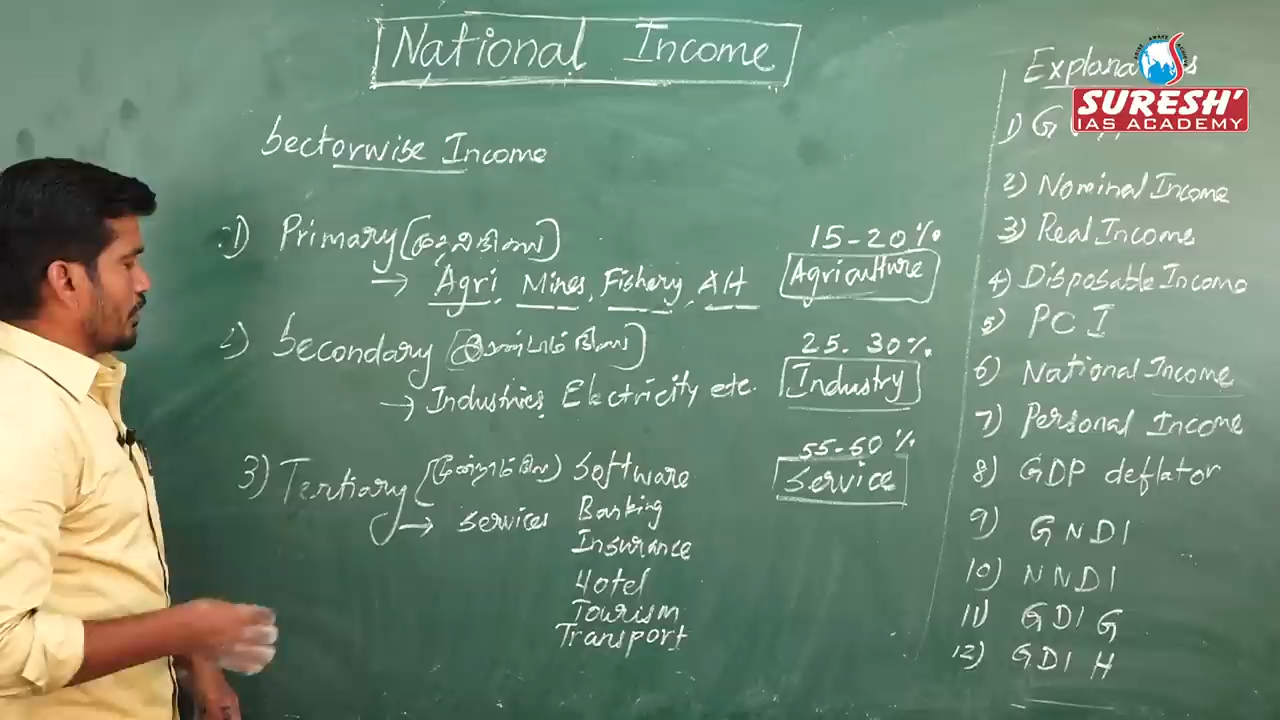 National Income
Sectorwise Income
1) Primary (முதன்நிலை)
→ Agri, Mines, Fishery, AH
15-20%
Agriculture
Secondary (இரண்டாம் நிலை)
→ Industries, Electricity etc.
25-30%
Industry
3) Tertiary (மூன்றாம் நிலை)
→ Services
Software
Banking
Insurance
Hotel
Tourism
Transport
55-60%
Service
1) G
2) Nominal Income
3) Real Income
4) Disposable Income
5) PCI
6) National Income
7) Personal Income
8) GDP deflator
9) GNDI
10) NNDI
11) GDI G
12) GDI H
SURESH'
IAS ACADEMY